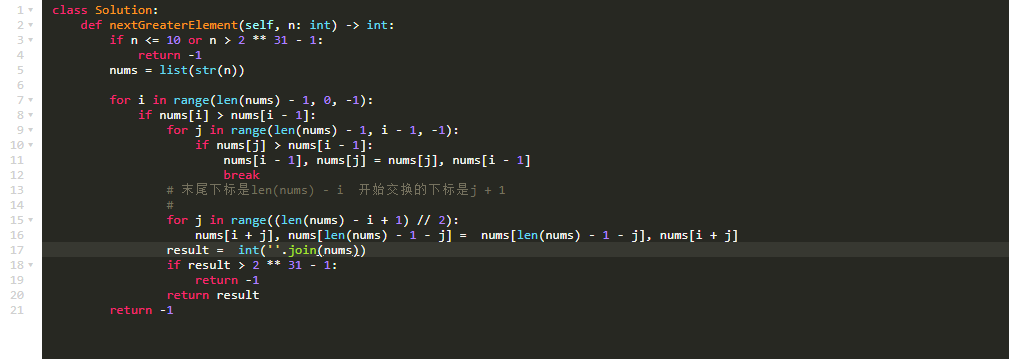 1 class Solution:
2 def nextGreaterElement(self, n: int) -> int:
3 if n <= 10 or n > 2 ** 31 - 1:
4 return -1
5 nums = list(str(n))
6
7 for i in range(len(nums) - 1, 0, -1):
8 if nums[i] > nums[i - 1]:
9 for j in range(len(nums) - 1, i - 1, -1):
10 if nums[j] > nums[i - 1]:
11 nums[i - 1], nums[j] = nums[j], nums[i - 1]
12 break
13 # 末尾下标是len(nums) - i 开始交换的下标是j + 1
14 #
15 for j in range((len(nums) - i + 1) // 2):
16 nums[i + j], nums[len(nums) - 1 - j] = nums[len(nums) - 1 - j], nums[i + j]
17 result = int(''.join(nums))
18 if result > 2 ** 31 - 1:
19 return -1
20 return result
21 return -1